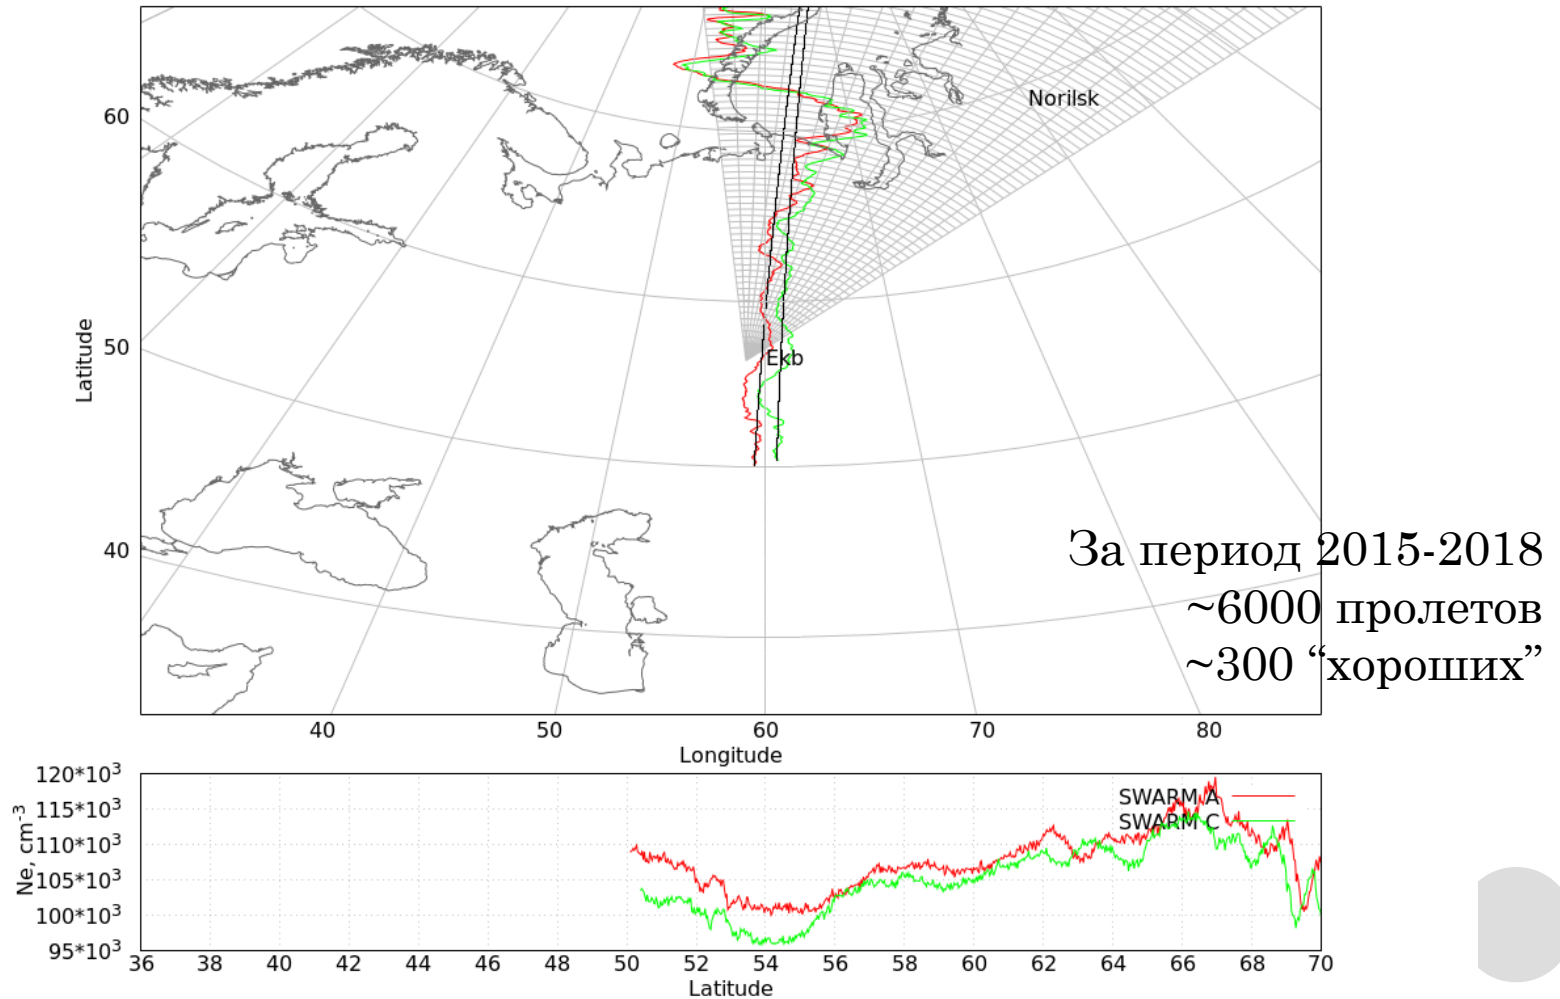 Norilsk
60
50
40
Latitude
Ekb
За период 2015-2018
~6000 пролетов
~300 “хороших”
40 50 60 70 80
Longitude
120*10³
115*10³
110*10³
105*10³
100*10³
95*10³
Ne, cm⁻³
SWARM A
SWARM C
36 38 40 42 44 46 48 50 52 54 56 58 60 62 64 66 68 70
Latitude